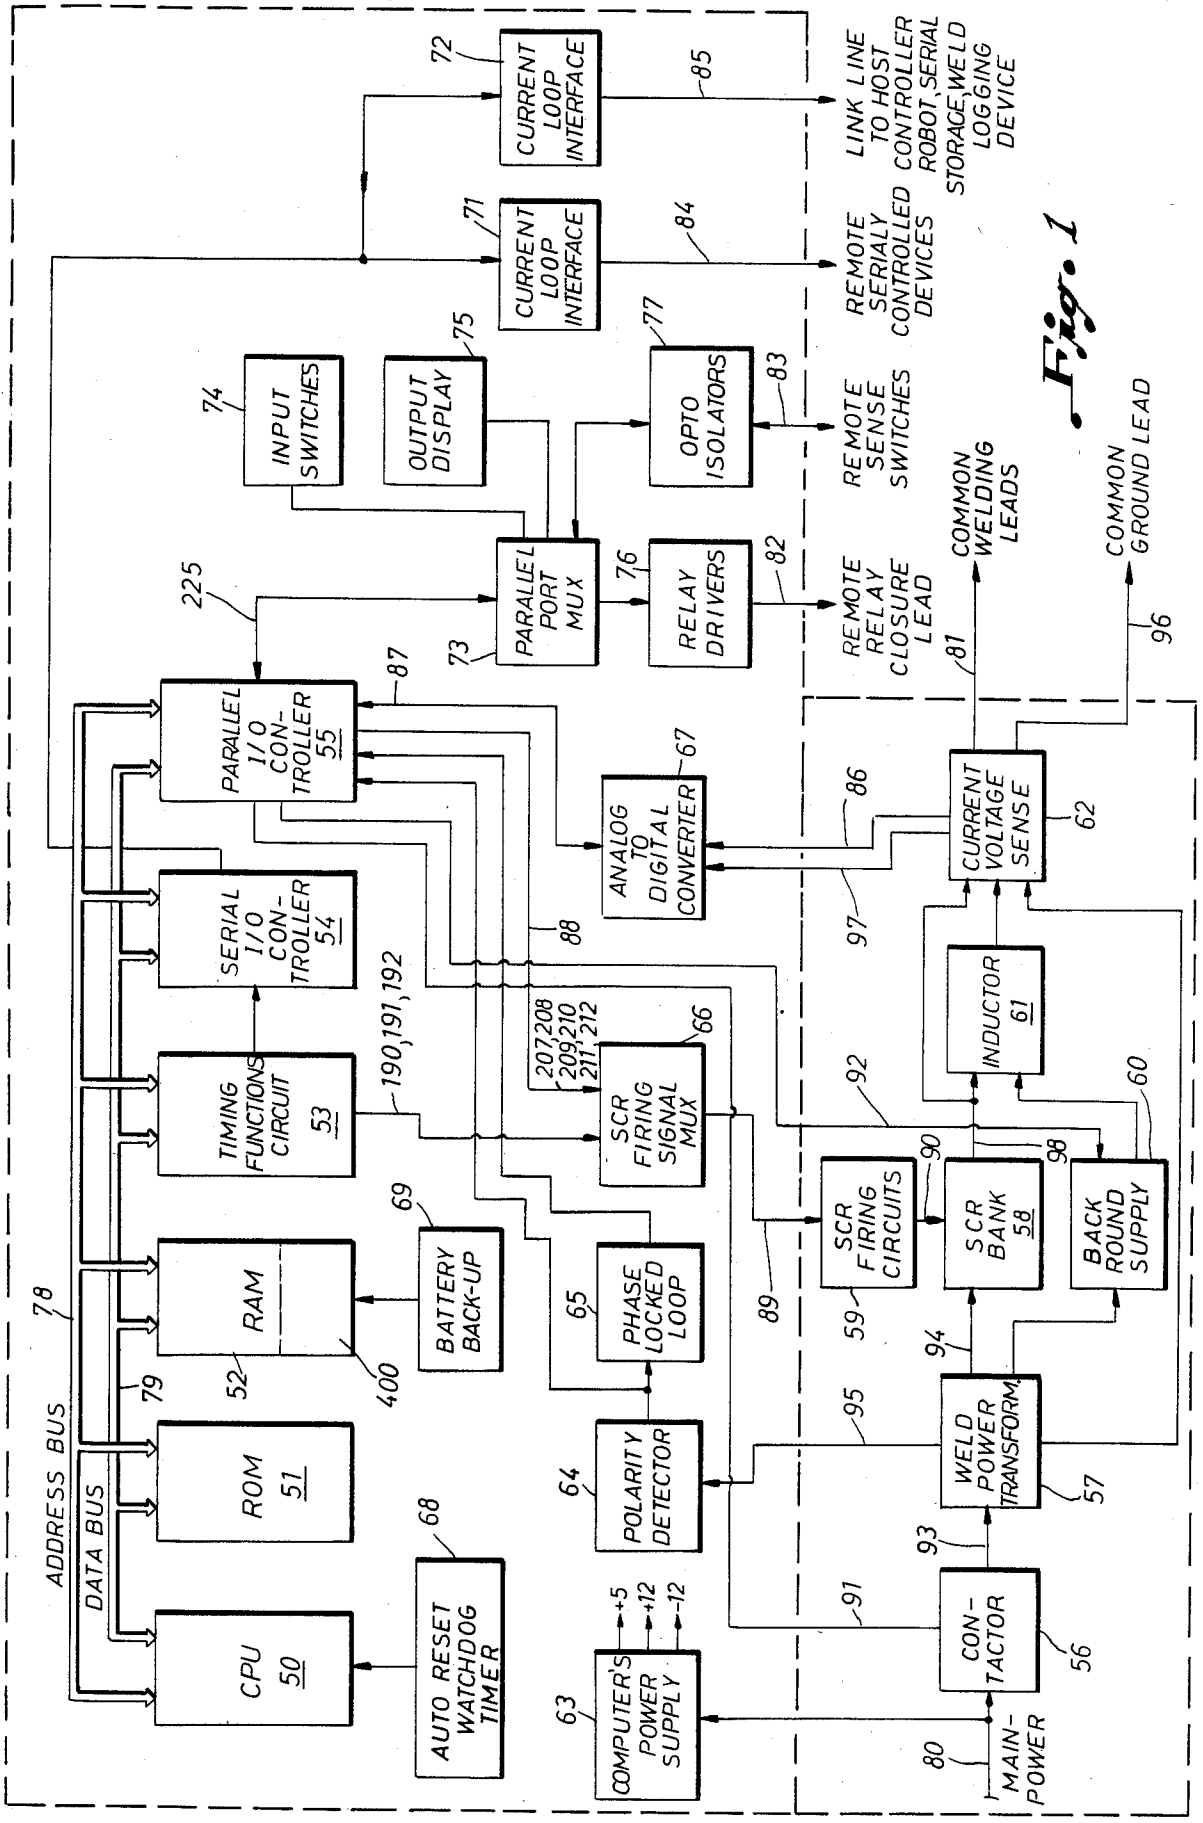 ADDRESS BUS
78
DATA BUS
79
CPU
50
ROM
51
RAM
52
400
TIMING
FUNCTIONS
CIRCUIT
53
SERIAL
I/O
CON-
TROLLER
54
PARALLEL
I/O
CON-
TROLLER
55
225
74
INPUT
SWITCHES
75
OUTPUT
DISPLAY
72
CURRENT
LOOP
INTERFACE
71
CURRENT
LOOP
INTERFACE
68
AUTO RESET
WATCHDOG
TIMER
69
BATTERY
BACK-UP
190,191,192
88
87
73
PARALLEL
PORT
MUX
63
COMPUTER'S
POWER
SUPPLY
+5
+12
-12
64
POLARITY
DETECTOR
65
PHASE
LOCKED
LOOP
207,208
209,210
211,212
66
SCR
FIRING
SIGNAL
MUX
67
ANALOG
TO
DIGITAL
CONVERTER
76
RELAY
DRIVERS
77
OPTO
ISOLATORS
82
83
84
85
REMOTE
RELAY
CLOSURE
LEAD
REMOTE
SENSE
SWITCHES
REMOTE
SERIALY
CONTROLLED
DEVICES
LINK LINE
TO HOST
CONTROLLER
ROBOT, SERIAL
STORAGE, WELD
LOGGING
DEVICE
91
95
89
92
97
86
59
SCR
FIRING
CIRCUITS
90
80
MAIN-
POWER
CON-
TACTOR
56
93
WELD
POWER
TRANSFORM.
57
94
SCR
BANK
58
98
INDUCTOR
61
CURRENT
VOLTAGE
SENSE
62
BACK
ROUND
SUPPLY
60
81
COMMON
WELDING
LEADS
96
COMMON
GROUND LEAD
Fig. 1